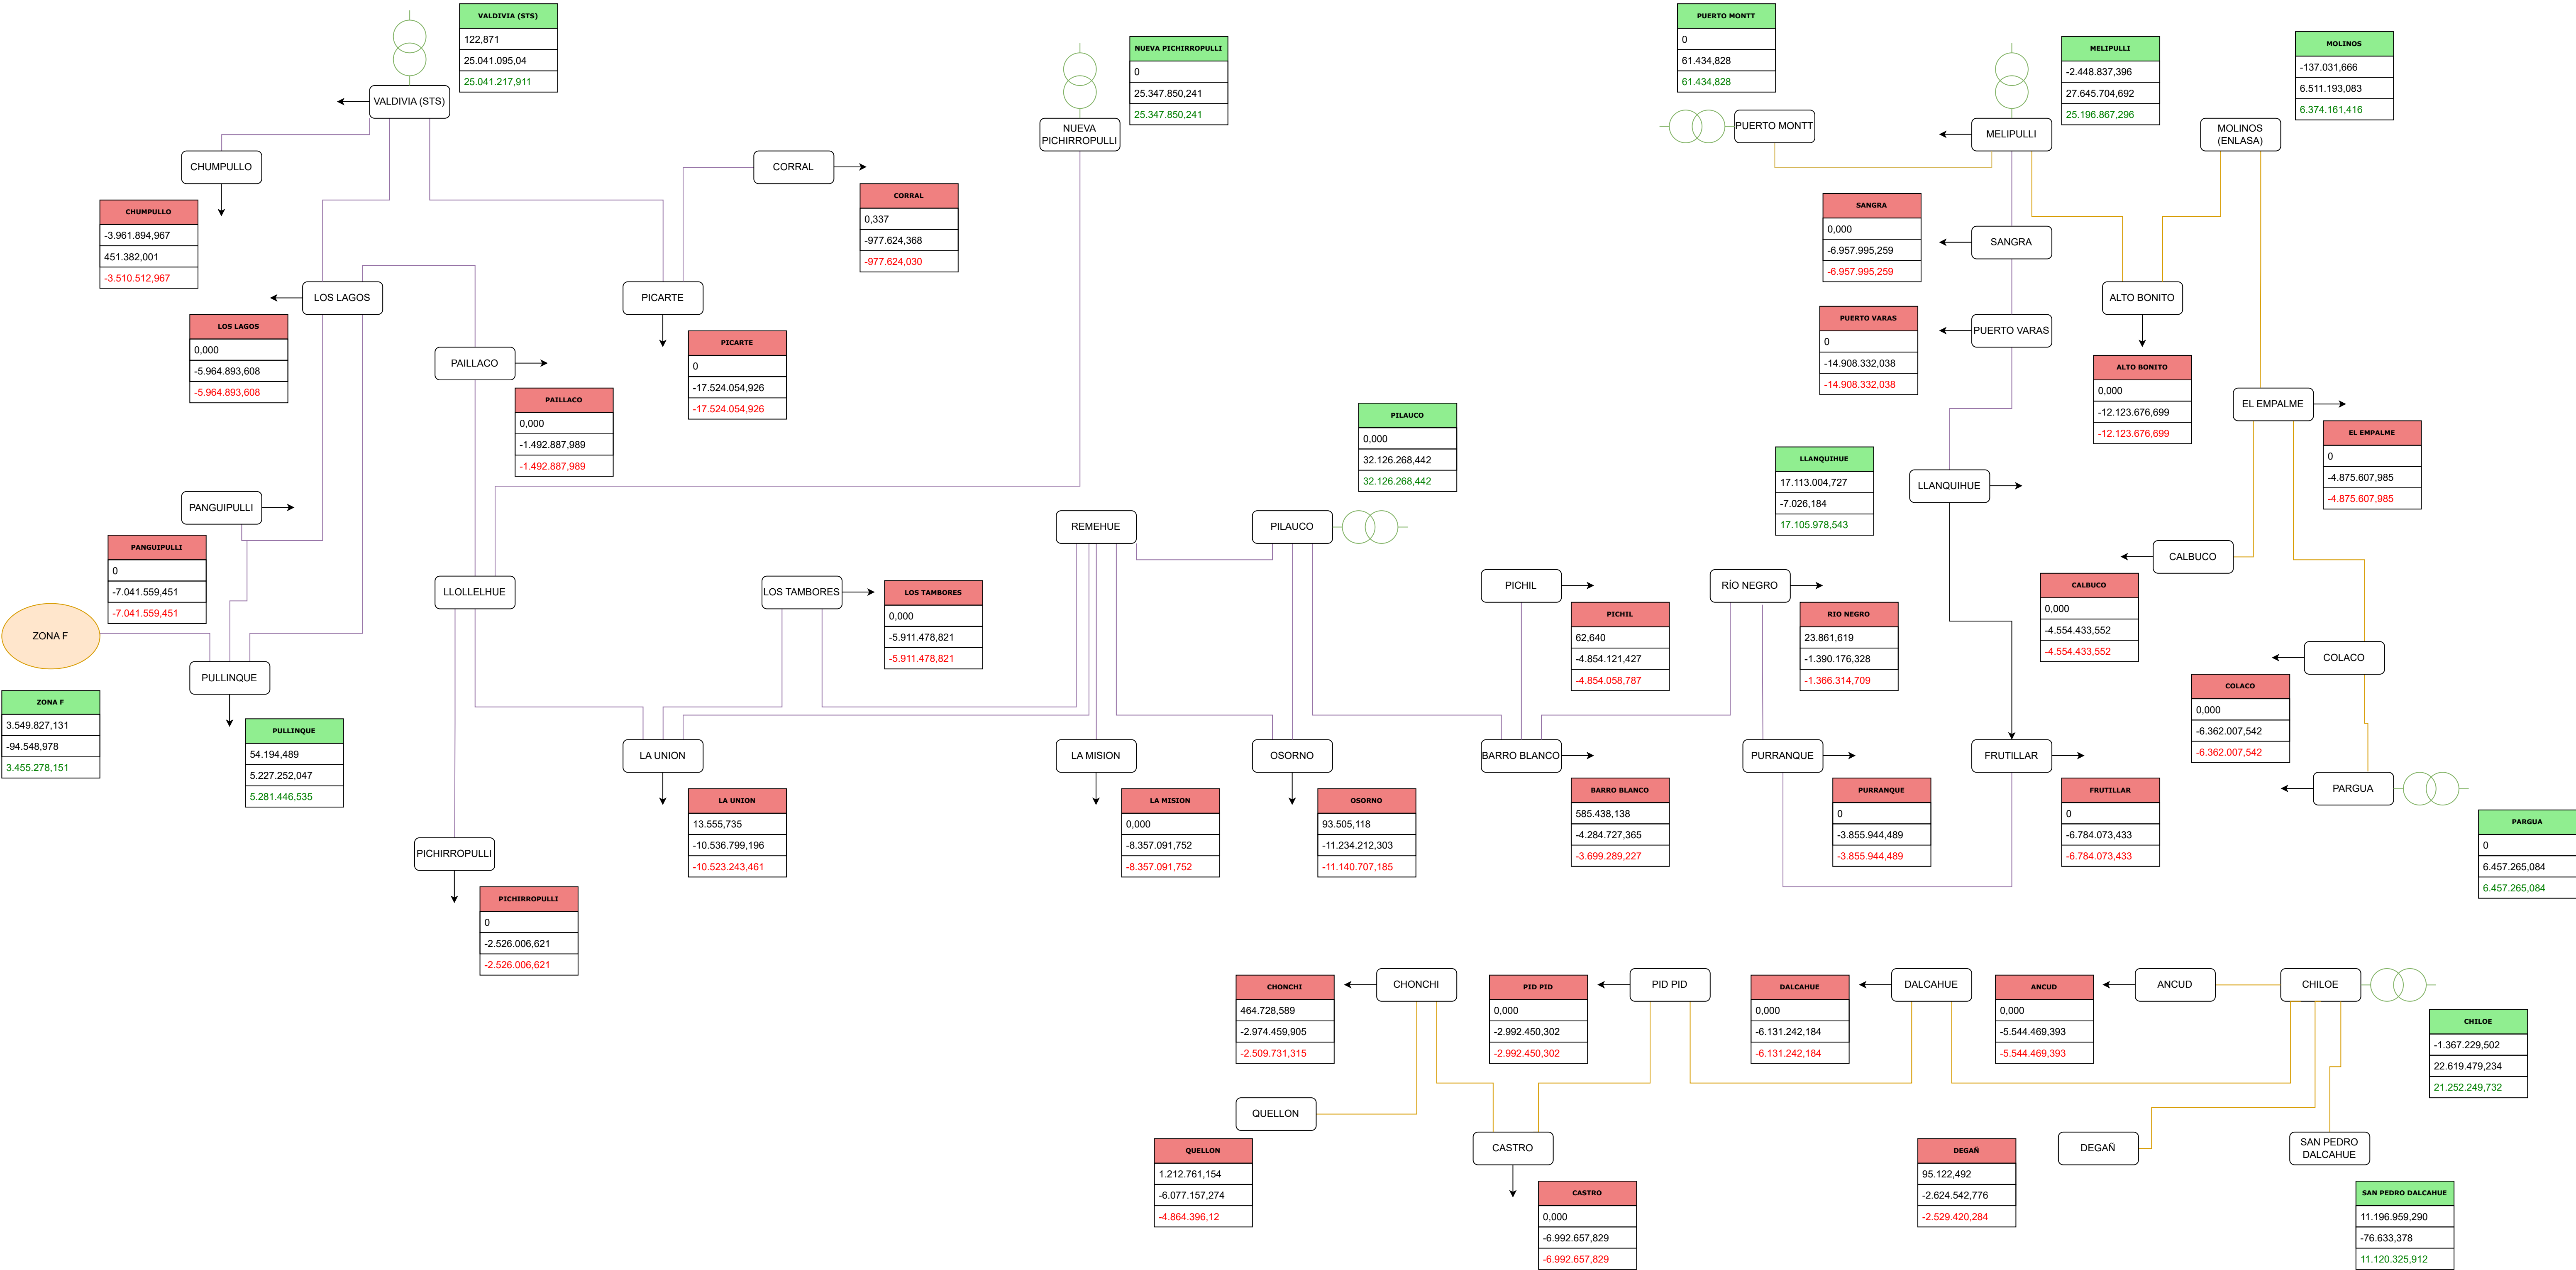 VALDIVIA (STS)
122,871
25.041.095,04
25.041.217,911
VALDIVIA (STS)
NUEVA PICHIRROPULLI
0
25.347.850,241
25.347.850,241
NUEVA
PICHIRROPULLI
PUERTO MONTT
0
61.434,828
61.434,828
PUERTO MONTT
MELIPULLI
-2.448.837,396
27.645.704,692
25.196.867,296
MELIPULLI
MOLINOS
-137.031,666
6.511.193,083
6.374.161,416
MOLINOS
(ENLASA)
CHUMPULLO
CHUMPULLO
-3.961.894,967
451.382,001
-3.510.512,967
CORRAL
CORRAL
0,337
-977.624,368
-977.624,030
SANGRA
0,000
-6.957.995,259
-6.957.995,259
SANGRA
LOS LAGOS
LOS LAGOS
0,000
-5.964.893,608
-5.964.893,608
PICARTE
PICARTE
0
-17.524.054,926
-17.524.054,926
ALTO BONITO
ALTO BONITO
0,000
-12.123.676,699
-12.123.676,699
PUERTO VARAS
0
-14.908.332,038
-14.908.332,038
PUERTO VARAS
PAILLACO
PAILLACO
0,000
-1.492.887,989
-1.492.887,989
PILAUCO
0,000
32.126.268,442
32.126.268,442
EL EMPALME
EL EMPALME
0
-4.875.607,985
-4.875.607,985
LLANQUIHUE
17.113.004,727
-7.026,184
17.105.978,543
LLANQUIHUE
PANGUIPULLI
PANGUIPULLI
0
-7.041.559,451
-7.041.559,451
REMEHUE
PILAUCO
CALBUCO
CALBUCO
0,000
-4.554.433,552
-4.554.433,552
LLOLLELHUE
LOS TAMBORES
LOS TAMBORES
0,000
-5.911.478,821
-5.911.478,821
PICHIL
PICHIL
62,640
-4.854.121,427
-4.854.058,787
RÍO NEGRO
RIO NEGRO
23.861,619
-1.390.176,328
-1.366.314,709
ZONA F
ZONA F
3.549.827,131
-94.548,978
3.455.278,151
PULLINQUE
PULLINQUE
54.194,489
5.227.252,047
5.281.446,535
COLACO
COLACO
0,000
-6.362.007,542
-6.362.007,542
LA UNION
LA UNION
13.555,735
-10.536.799,196
-10.523.243,461
LA MISION
LA MISION
0,000
-8.357.091,752
-8.357.091,752
OSORNO
OSORNO
93.505,118
-11.234.212,303
-11.140.707,185
BARRO BLANCO
BARRO BLANCO
585.438,138
-4.284.727,365
-3.699.289,227
PURRANQUE
PURRANQUE
0
-3.855.944,489
-3.855.944,489
FRUTILLAR
FRUTILLAR
0
-6.784.073,433
-6.784.073,433
PARGUA
PARGUA
0
6.457.265,084
6.457.265,084
PICHIRROPULLI
PICHIRROPULLI
0
-2.526.006,621
-2.526.006,621
CHONCHI
464.728,589
-2.974.459,905
-2.509.731,315
CHONCHI
PID PID
0,000
-2.992.450,302
-2.992.450,302
PID PID
DALCAHUE
0,000
-6.131.242,184
-6.131.242,184
DALCAHUE
ANCUD
0,000
-5.544.469,393
-5.544.469,393
ANCUD
CHILOE
CHILOE
-1.367.229,502
22.619.479,234
21.252.249,732
QUELLON
QUELLON
1.212.761,154
-6.077.157,274
-4.864.396,12
CASTRO
CASTRO
0,000
-6.992.657,829
-6.992.657,829
DEGAÑ
95.122,492
-2.624.542,776
-2.529.420,284
DEGAÑ
SAN PEDRO
DALCAHUE
SAN PEDRO DALCAHUE
11.196.959,290
-76.633,378
11.120.325,912